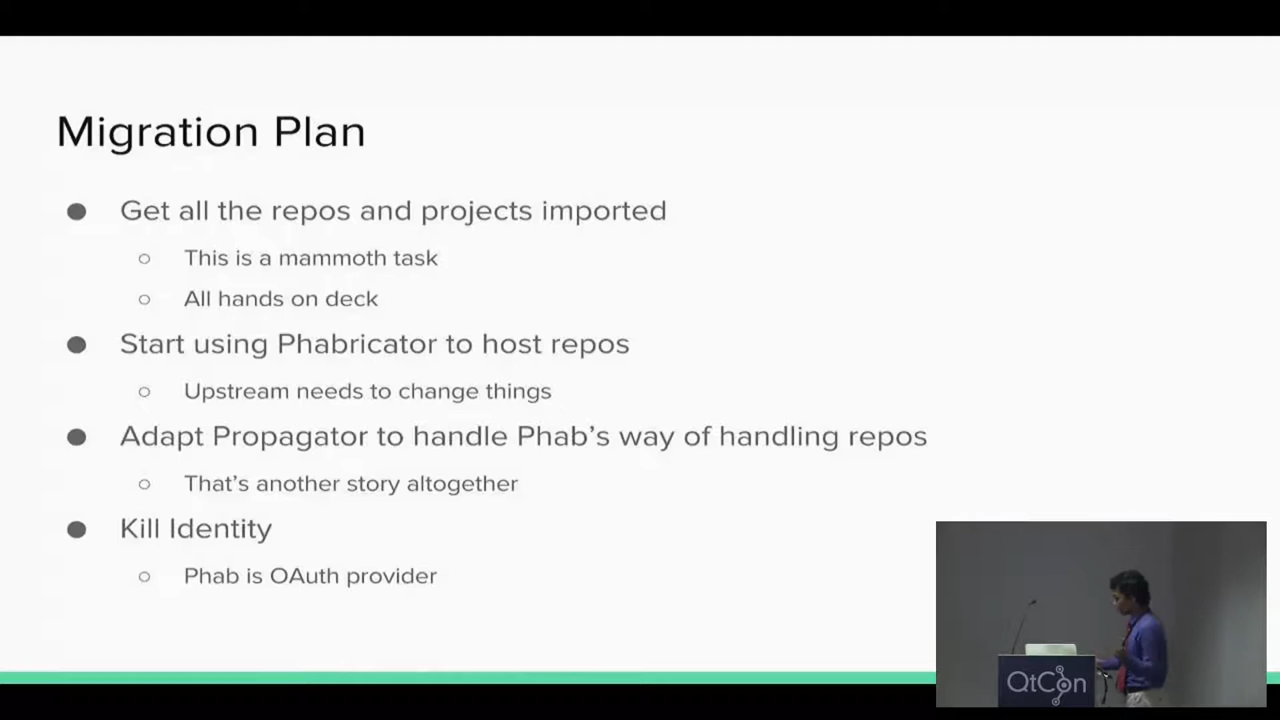 Migration Plan
● Get all the repos and projects imported
○ This is a mammoth task
○ All hands on deck
● Start using Phabricator to host repos
○ Upstream needs to change things
● Adapt Propagator to handle Phab’s way of handling repos
○ That’s another story altogether
● Kill Identity
○ Phab is OAuth provider
QtCon